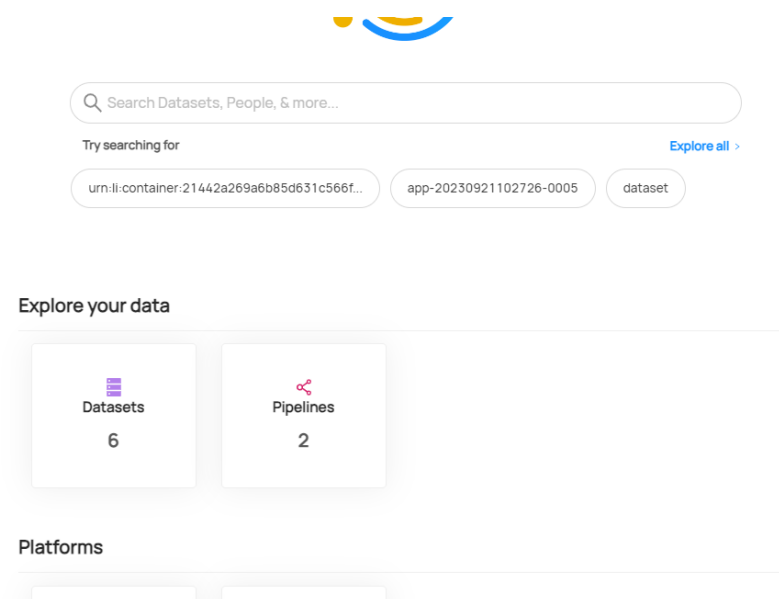 Search Datasets, People, & more...
Try searching for
Explore all >
urn:li:container:21442a269a6b85d631c566f...
app-20230921102726-0005
dataset
Explore your data
Datasets
6
Pipelines
2
Platforms